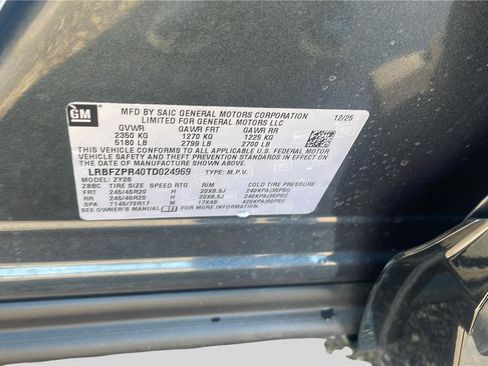 GM
MFD BY SAIC GENERAL MOTORS CORPORATION 12/25
LIMITED FOR GENERAL MOTORS LLC
GVWR GAWR FRT GAWR RR
2350 KG 1270 KG 1225 KG
5180 LB 2799 LB 2700 LB
THIS VEHICLE CONFORMS TO ALL APPLICABLE U.S. FEDERAL MOTOR
VEHICLE SAFETY AND THEFT PREVENTION STANDARDS IN EFFECT
ON THE DATE OF MANUFACTURE SHOWN ABOVE.
LRBFZPR40TD024969 TYPE: M.P.V.
MODEL: ZY26
ZBBC TIRE SIZE SPEED RTG RIM COLD TIRE PRESSURE
FRT 245/45R20 20X8.5J 240KPA(35PSI)
RR 245/45R20 20X8.5J 240KPA(35PSI)
SPA T145/70R17 M 17X4B 420KPA(60PSI)
SEE OWNER'S MANUAL FOR MORE INFORMATION.